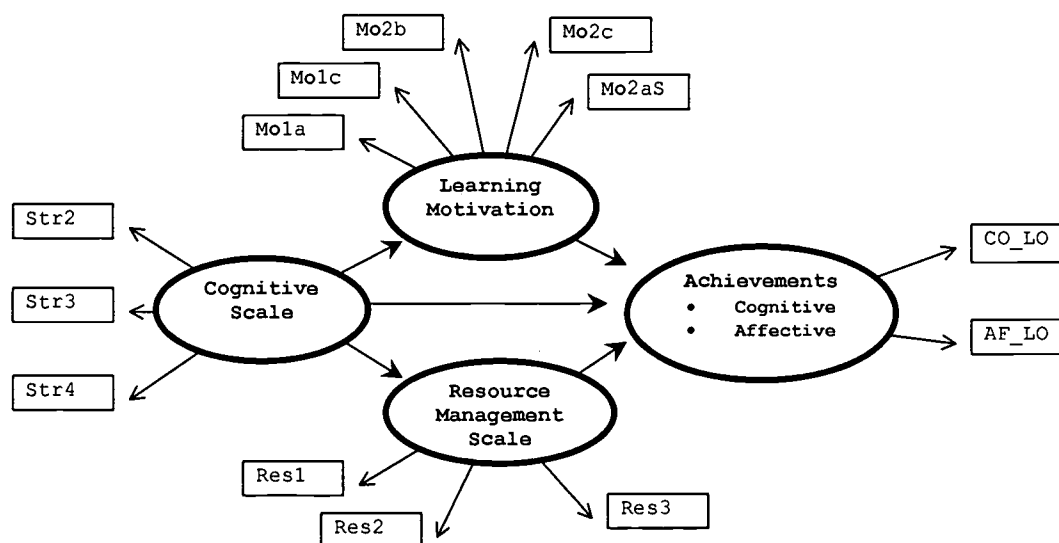 Mo2b
Mo2c
Mo1c
Mo2aS
Mo1a
Learning
Motivation
Str2
CO_LO
Cognitive
Scale
Achievements
• Cognitive
• Affective
Str3
AF_LO
Str4
Resource
Management
Scale
Res1
Res2
Res3